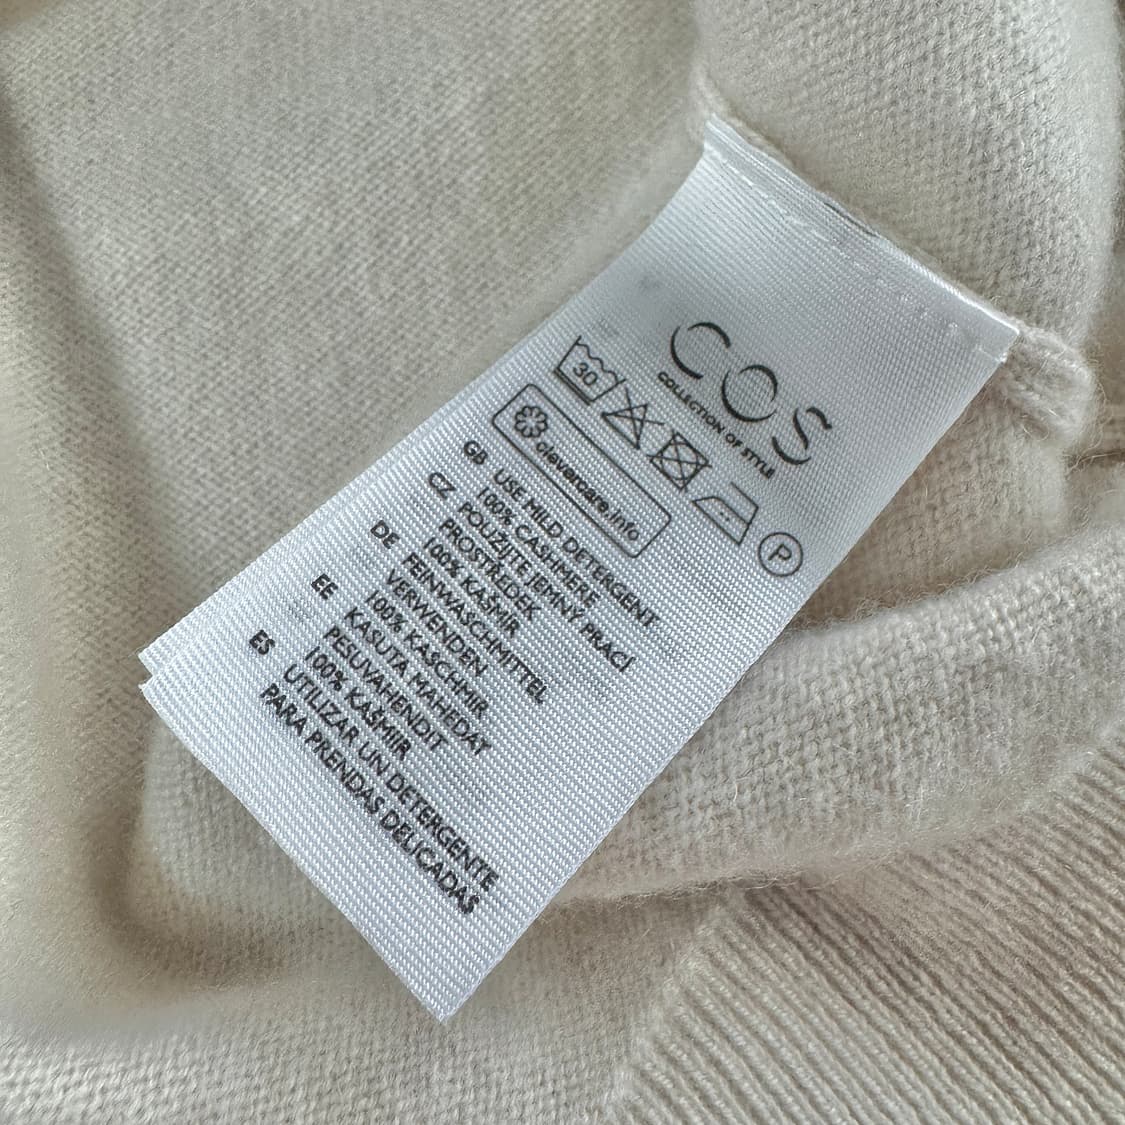 COS
COLLECTION OF STYLE
30
P
clevercare.info
GB USE MILD DETERGENT
100% CASHMERE
CZ POUŽIJTE JEMNÝ PRACÍ
PROSTŘEDEK
100% KAŠMÍR
DE FEINWASCHMITTEL
VERWENDEN
100% KASCHMIR
EE KASUTA MAHEDAT
PESUVAHENDIT
100% KAŠMIIR
ES UTILIZAR UN DETERGENTE
PARA PRENDAS DELICADAS